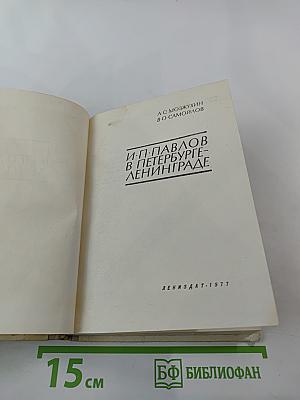 А·С·МОЗЖУХИН
В·О·САМОЙЛОВ
И·П·ПАВЛОВ
В ПЕТЕРБУРГЕ–
ЛЕНИНГРАДЕ
ЛЕНИЗДАТ·1977
15 см
БФ БИБЛИОФАН